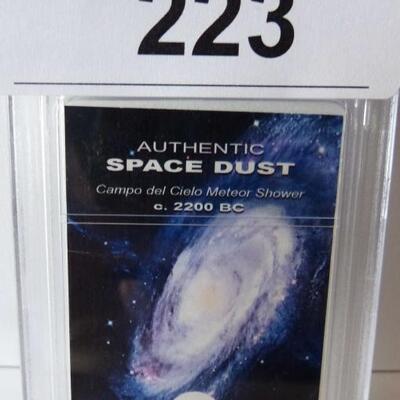 223
AUTHENTIC
SPACE DUST
Campo del Cielo Meteor Shower
c. 2200 BC